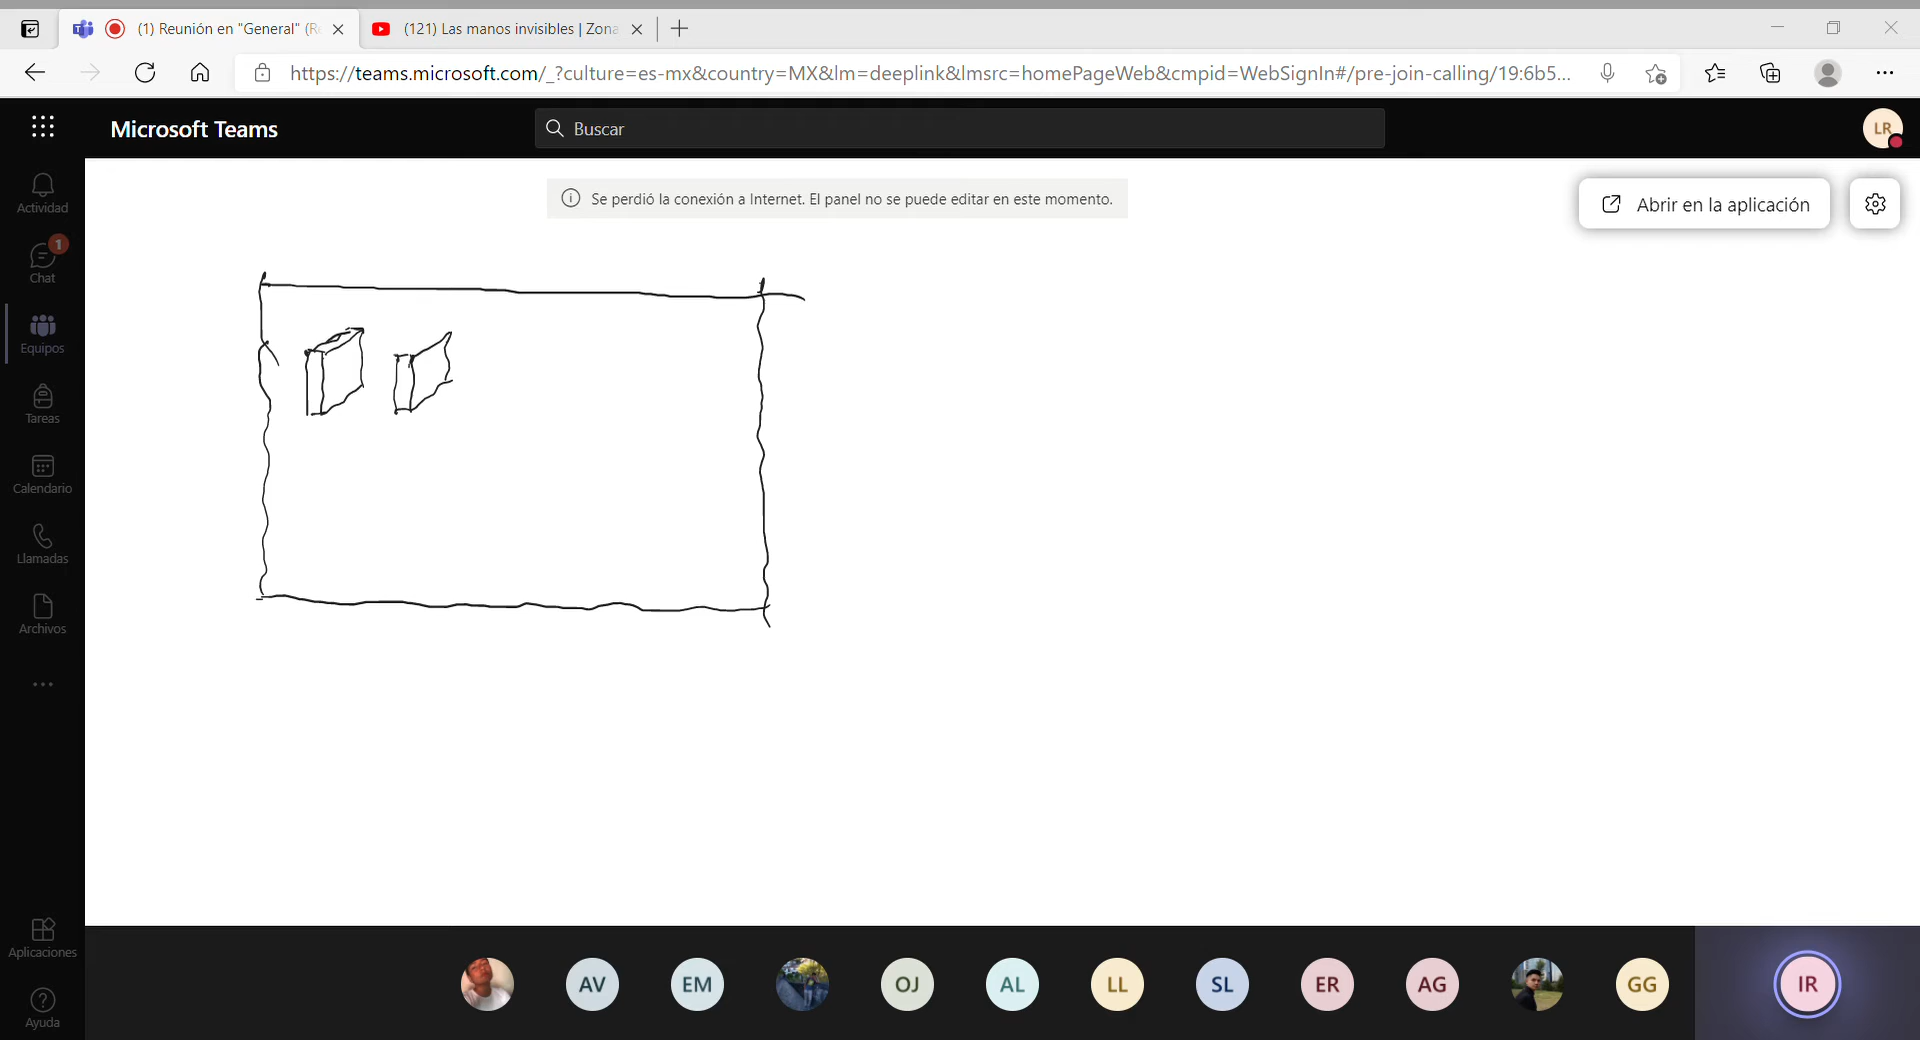 (1) Reunión en "General" (R
(121) Las manos invisibles | Zona
https://teams.microsoft.com/_?culture=es-mx&country=MX&lm=deeplink&lmsrc=homePageWeb&cmpid=WebSignIn#/pre-join-calling/19:6b5...
Microsoft Teams
Buscar
LR
Se perdió la conexión a Internet. El panel no se puede editar en este momento.
Abrir en la aplicación
Actividad
1
Chat
Equipos
Tareas
Calendario
Llamadas
Archivos
Aplicaciones
Ayuda
AV EM OJ AL LL SL ER AG GG IR